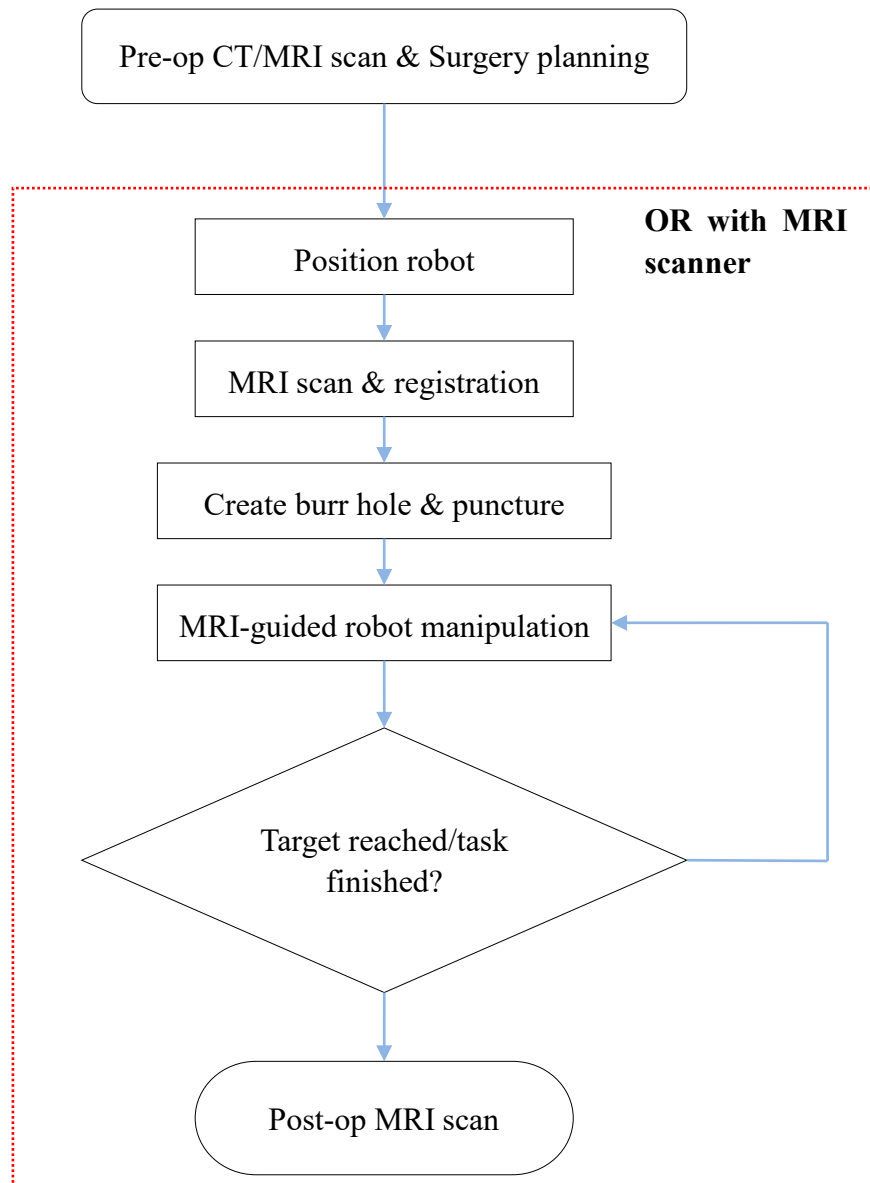 Pre-op CT/MRI scan & Surgery planning
OR with MRI
scanner
Position robot
MRI scan & registration
Create burr hole & puncture
MRI-guided robot manipulation
Target reached/task
finished?
Post-op MRI scan